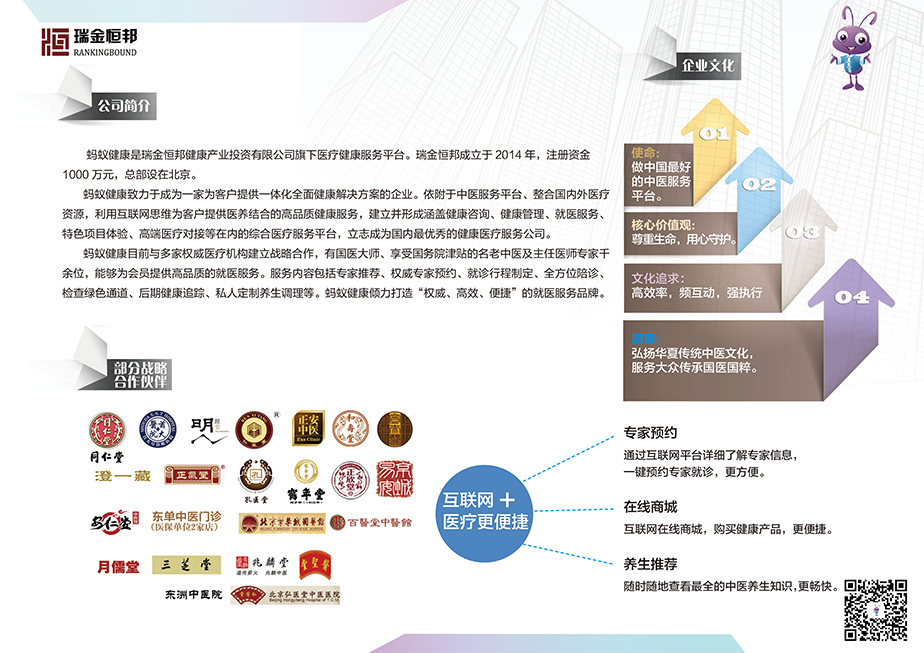 瑞金恒邦
RANKINGBOUND
公司简介
蚂蚁健康是瑞金恒邦健康产业投资有限公司旗下医疗健康服务平台。瑞金恒邦成立于 2014 年，注册资金
1000 万元，总部设在北京。
蚂蚁健康致力于成为一家为客户提供一体化全面健康解决方案的企业。依附于中医服务平台、整合国内外医疗
资源，利用互联网思维为客户提供医养结合的高品质健康服务，建立并形成涵盖健康咨询、健康管理、就医服务、
特色项目体验、高端医疗对接等在内的综合医疗服务平台，立志成为国内最优秀的健康医疗服务公司。
蚂蚁健康目前与多家权威医疗机构建立战略合作，有国医大师、享受国务院津贴的名老中医及主任医师专家千
余位，能够为会员提供高品质的就医服务。服务内容包括专家推荐、权威专家预约、就诊行程制定、全方位陪诊、
检查绿色通道、后期健康追踪、私人定制养生调理等。蚂蚁健康倾力打造“权威、高效、便捷”的就医服务品牌。
企业文化
01
使命：
做中国最好
的中医服务
平台。
02
核心价值观：
尊重生命，用心守护。
03
文化追求：
高效率，频互动，强执行
04
弘扬华夏传统中医文化，
服务大众传承国医国粹。
部分战略
合作伙伴
同仁堂
明
正安
中医
Zan Clinic
和寿堂
澄一藏
正氣堂
孔医堂
正欣堂
东单中医门诊
（医保单位2家店）
百醫堂中醫館
月儒堂
三芝堂
兆麟堂
东洲中医院
北京弘医堂中医医院
Beijing Hongyitang Hospital of T.C.M
互联网 +
医疗更便捷
专家预约
通过互联网平台详细了解专家信息，
一键预约专家就诊，更方便。
在线商城
互联网在线商城，购买健康产品，更便捷。
养生推荐
随时随地查看最全的中医养生知识，更畅快。